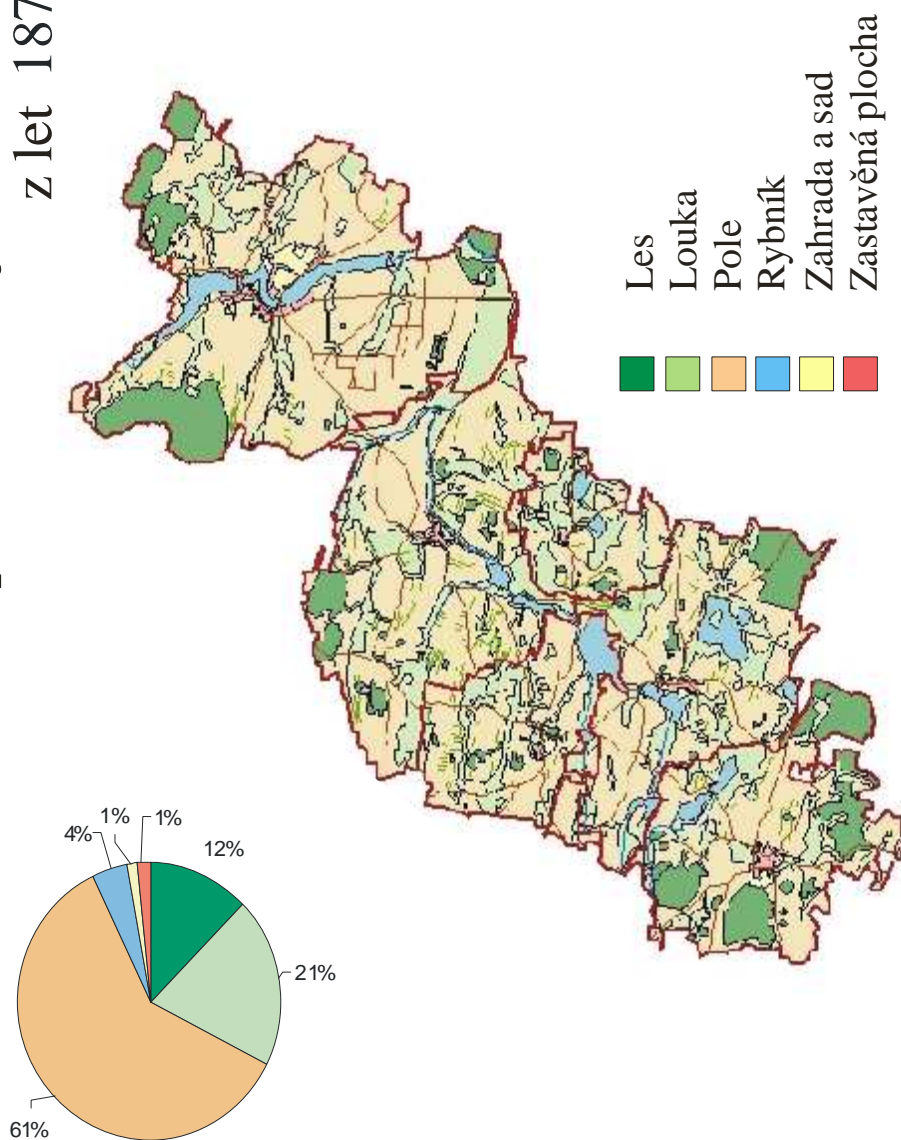 z let 187
Les
Louka
Pole
Rybník
Zahrada a sad
Zastavěná plocha
4%
1%
1%
12%
21%
61%